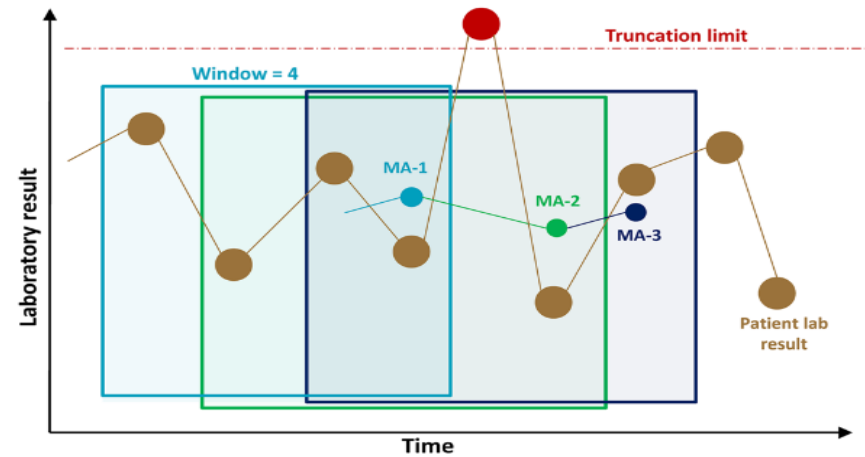 Truncation limit
Window = 4
MA-1
MA-2
MA-3
Patient lab
result
Laboratory result
Time